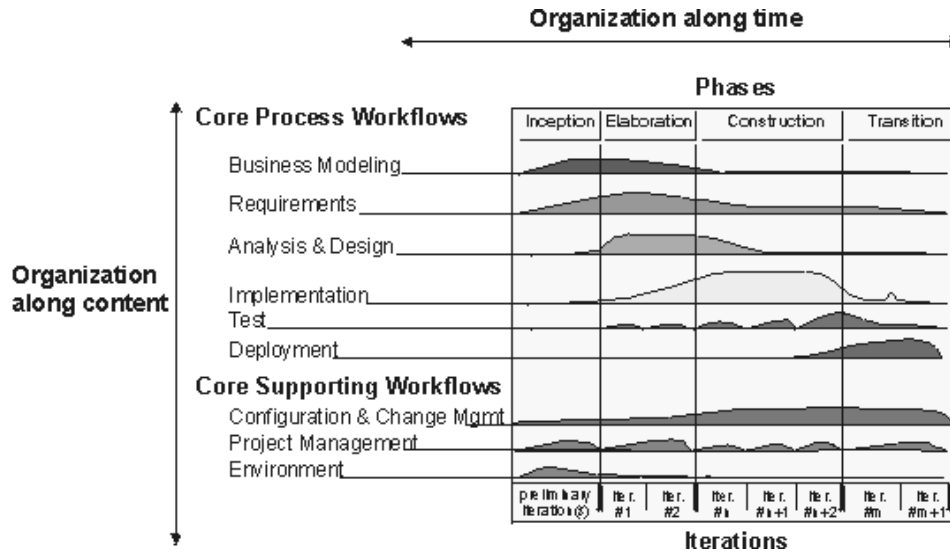 Organization along time
Phases
Core Process Workflows
Inception
Elaboration
Construction
Transition
Business Modeling
Requirements
Analysis & Design
Organization
along content
Implementation
Test
Deployment
Core Supporting Workflows
Configuration & Change Mgmt
Project Management
Environment
preliminary
iteration(s)
Iter.
#1
Iter.
#2
Iter.
#n
Iter.
#n+1
Iter.
#n+2
Iter.
#m
Iter.
#m+1
Iterations